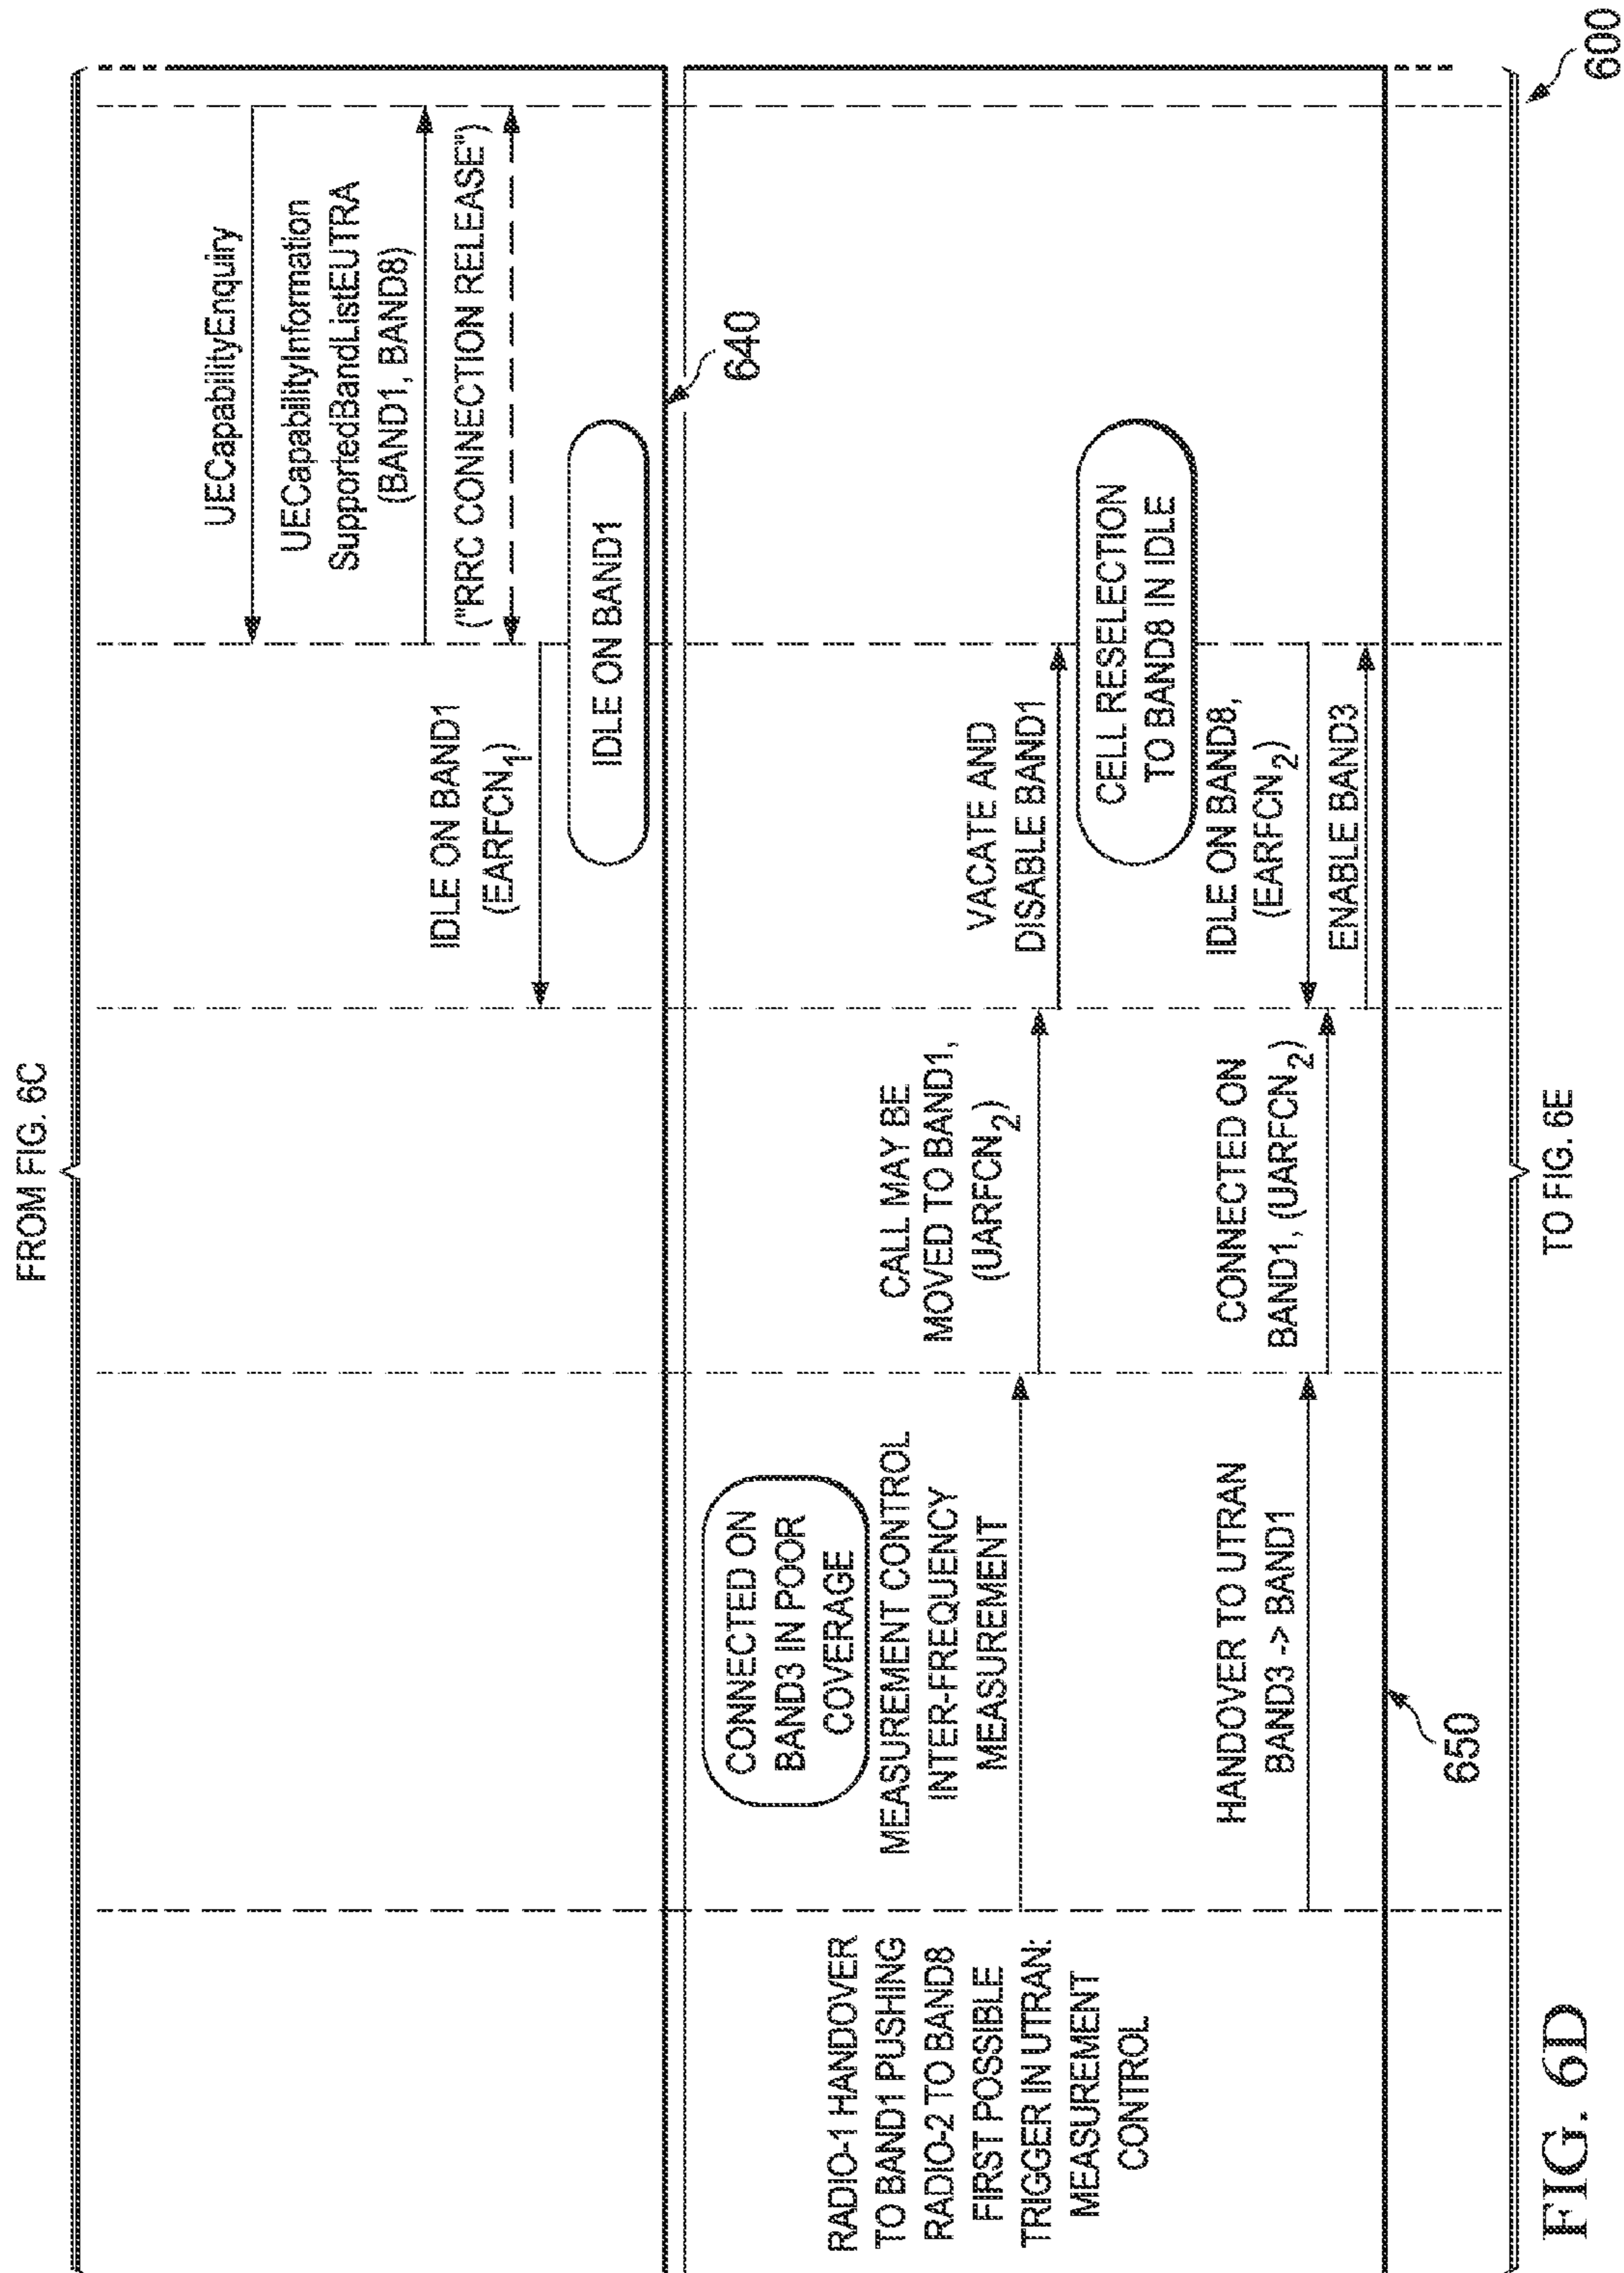 FROM FIG. 6C
UECapabilityEnquiry
UECapabilityInformation
SupportedBandListEUTRA
(BAND1, BAND8)
("RRC CONNECTION RELEASE")
IDLE ON BAND1
(EARFCN1)
IDLE ON BAND1
640
CONNECTED ON
BAND3 IN POOR
COVERAGE
RADIO-1 HANDOVER
TO BAND1 PUSHING
RADIO-2 TO BAND8
FIRST POSSIBLE
TRIGGER IN UTRAN:
MEASUREMENT
CONTROL
MEASUREMENT CONTROL
INTER-FREQUENCY
MEASUREMENT
CALL MAY BE
MOVED TO BAND1,
(UARFCN2)
VACATE AND
DISABLE BAND1
CELL RESELECTION
TO BAND8 IN IDLE
HANDOVER TO UTRAN
BAND3 -> BAND1
CONNECTED ON
BAND1, (UARFCN2)
IDLE ON BAND8,
(EARFCN2)
ENABLE BAND3
650
TO FIG. 6E
600
FIG. 6D